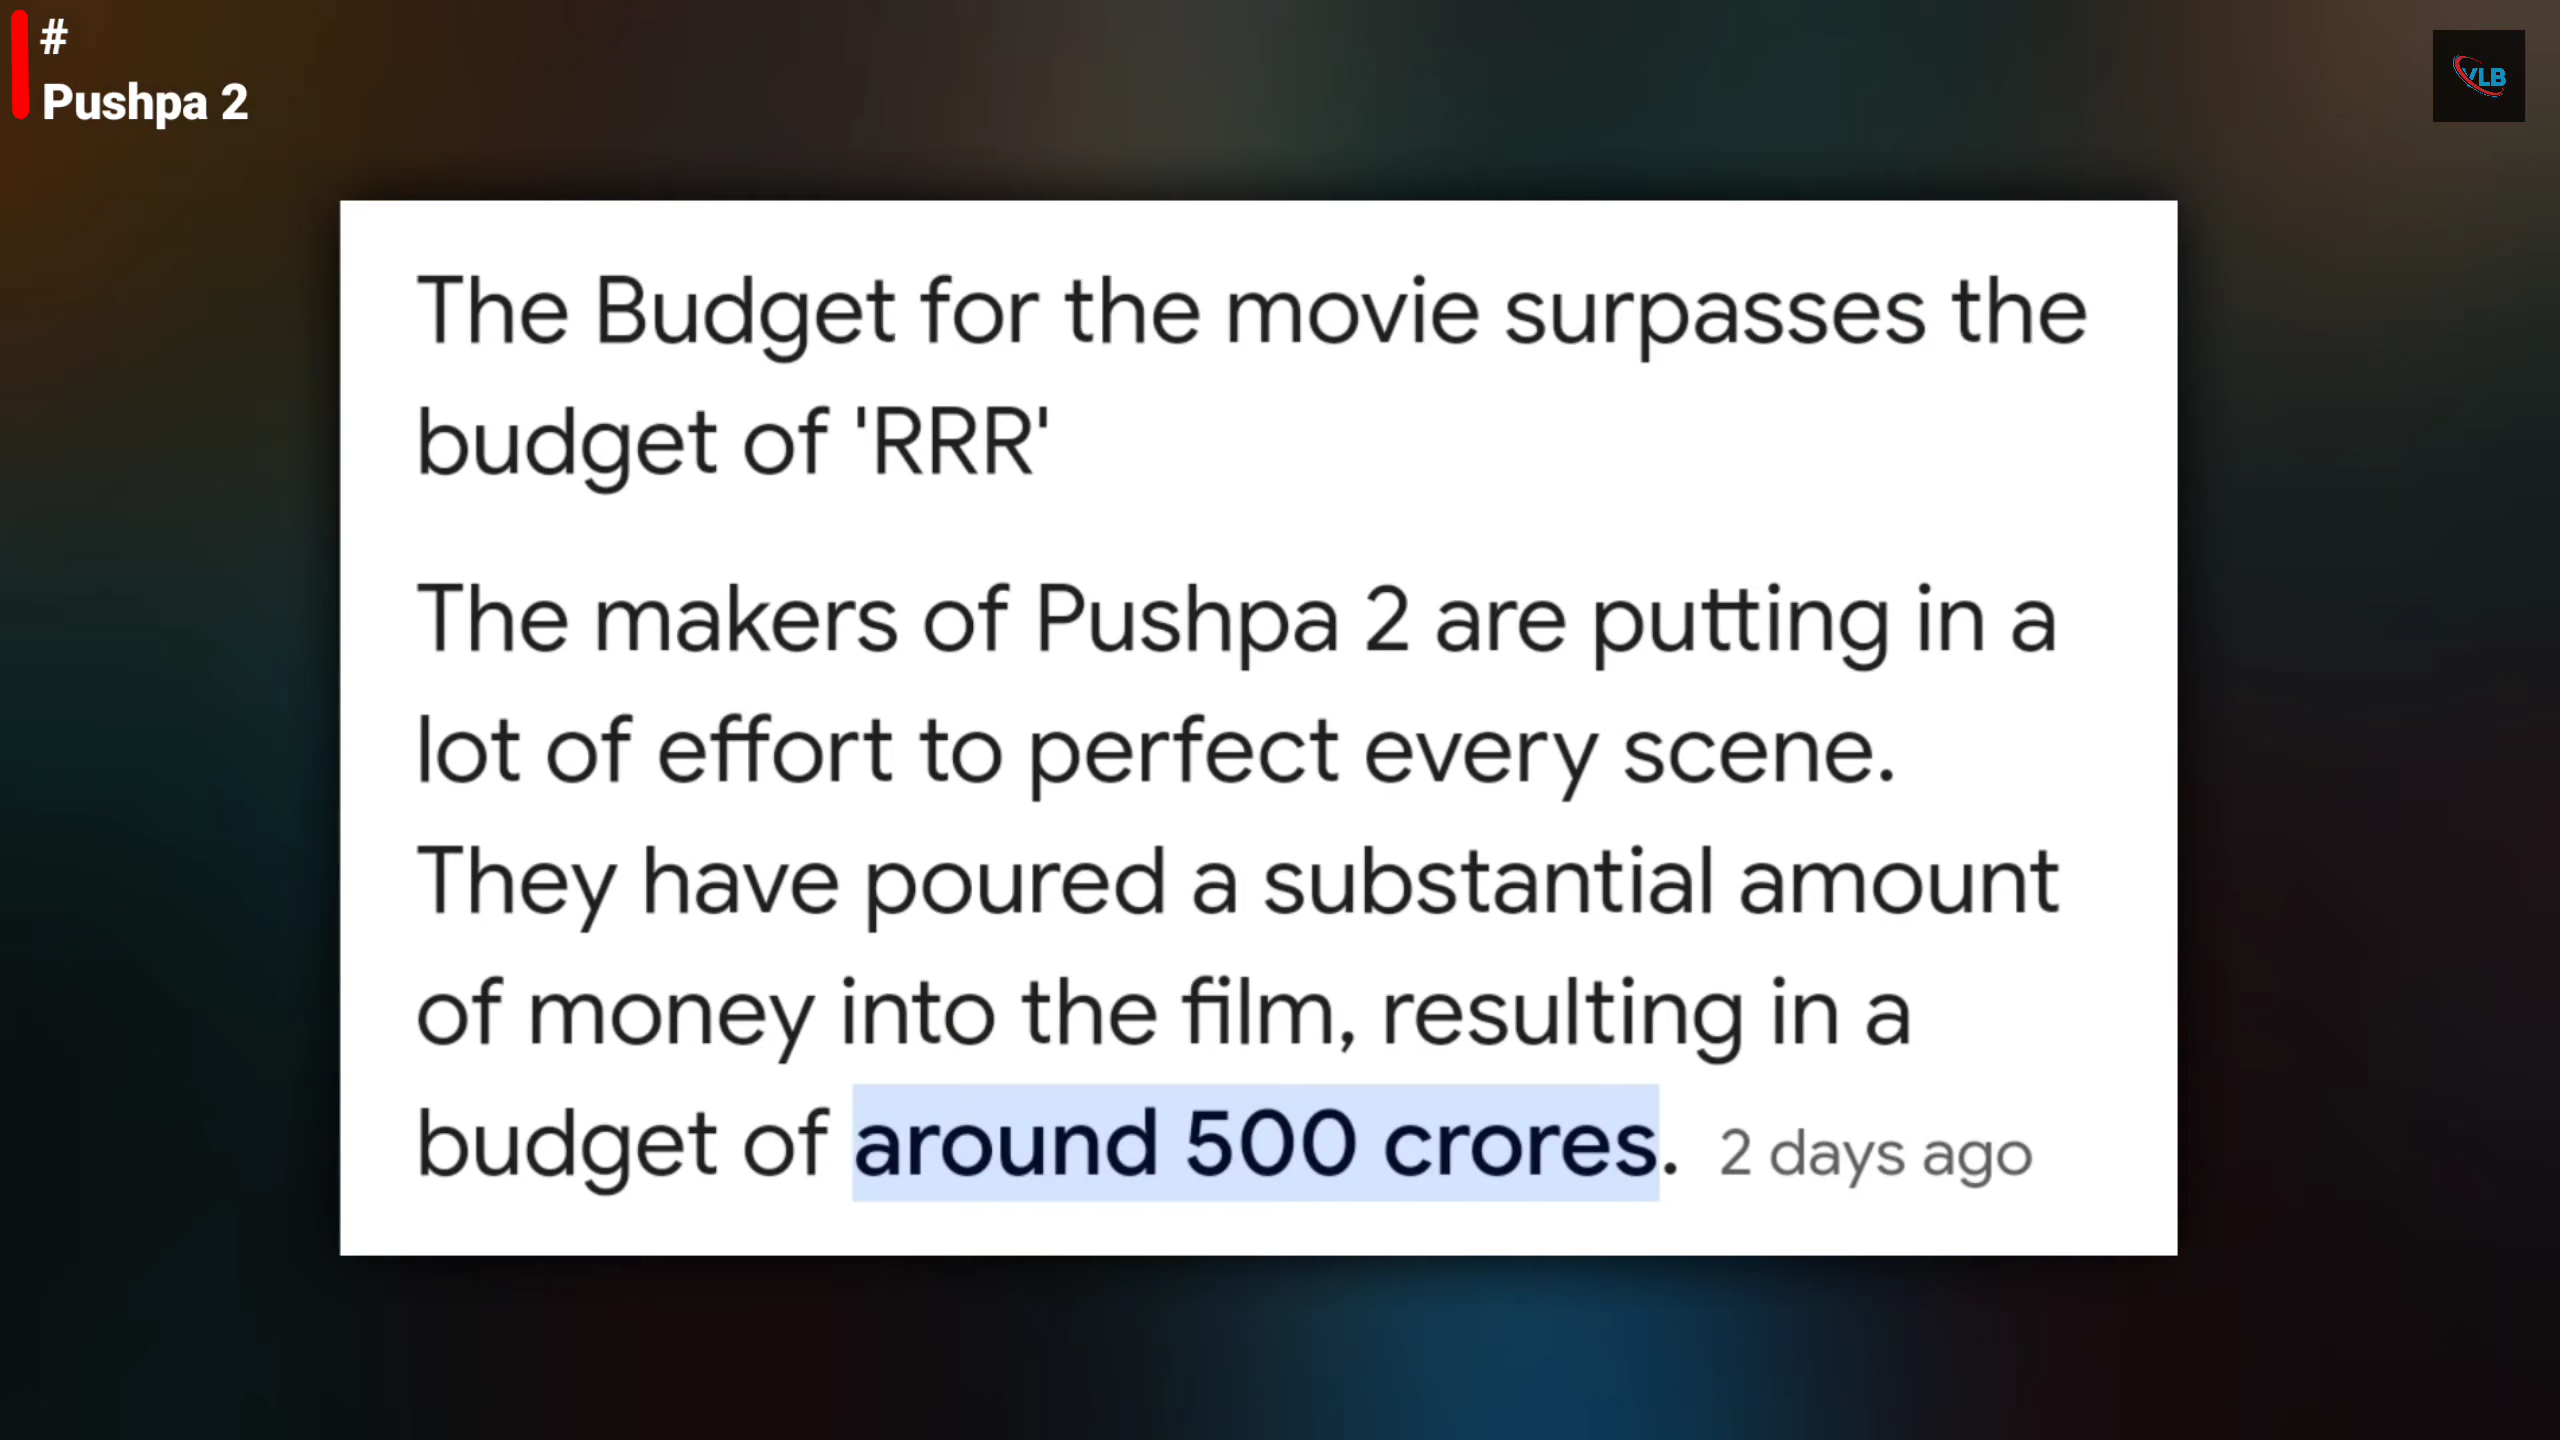 #
Pushpa 2
VLB
The Budget for the movie surpasses the
budget of 'RRR'
The makers of Pushpa 2 are putting in a
lot of effort to perfect every scene.
They have poured a substantial amount
of money into the film, resulting in a
budget of around 500 crores. 2 days ago